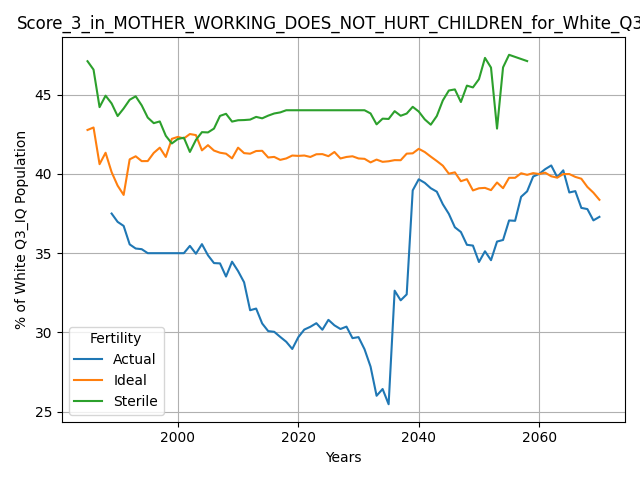 Score_3_in_MOTHER_WORKING_DOES_NOT_HURT_CHILDREN_for_White_Q3
% of White Q3_IQ Population
45
40
35
30
25
Fertility
Actual
Ideal
Sterile
2000
2020
2040
2060
Years